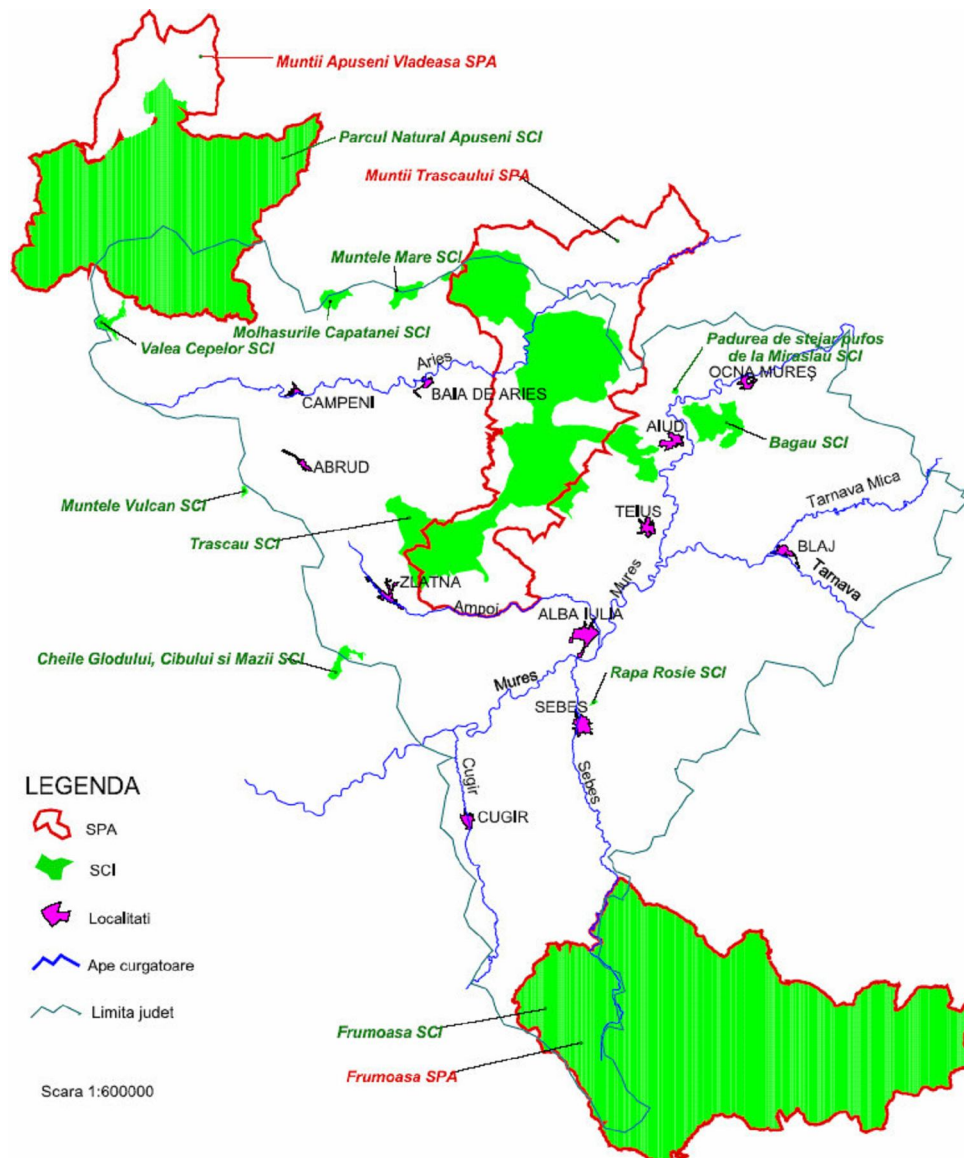 Muntii Apuseni Vladeasa SPA
Parcul Natural Apuseni SCI
Muntii Trascaului SPA
Muntele Mare SCI
Molhasurile Capatanei SCI
Valea Cepelor SCI
Padurea de stejar pufos
de la Miraslau SCI
Aries
OCNA MUREŞ
BAIA DE ARIES
CAMPENI
AIUD
Bagau SCI
ABRUD
Muntele Vulcan SCI
Tarnava Mica
TEIUS
Trascau SCI
BLAJ
Tarnava
ZLATNA
Mures
Ampoi
ALBA IULIA
Cheile Glodului, Cibului si Mazii SCI
Mures
Rapa Rosie SCI
SEBES
Cugir
Sebes
LEGENDA
SPA
CUGIR
SCI
Localitati
Ape curgatoare
Limita judet
Frumoasa SCI
Frumoasa SPA
Scara 1:600000